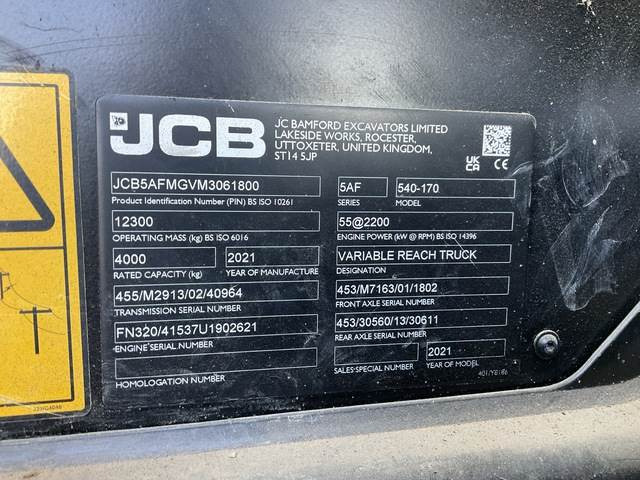 JCB
JC BAMFORD EXCAVATORS LIMITED
LAKESIDE WORKS, ROCESTER,
UTTOXETER, UNITED KINGDOM,
ST14 5JP
UK
CA
CE
JCB5AFMGVM3061800
Product Identification Number (PIN) BS ISO 10261
5AF
540-170
SERIES
MODEL
12300
OPERATING MASS (kg) BS ISO 6016
55@2200
ENGINE POWER (kW @ RPM) BS ISO 14396
4000
2021
RATED CAPACITY (kg)
YEAR OF MANUFACTURE
VARIABLE REACH TRUCK
DESIGNATION
455/M2913/02/40964
TRANSMISSION SERIAL NUMBER
453/M7163/01/1802
FRONT AXLE SERIAL NUMBER
FN320/41537U1902621
ENGINE SERIAL NUMBER
453/30560/13/30611
REAR AXLE SERIAL NUMBER
HOMOLOGATION NUMBER
2021
SALES SPECIAL NUMBER
YEAR OF MODEL